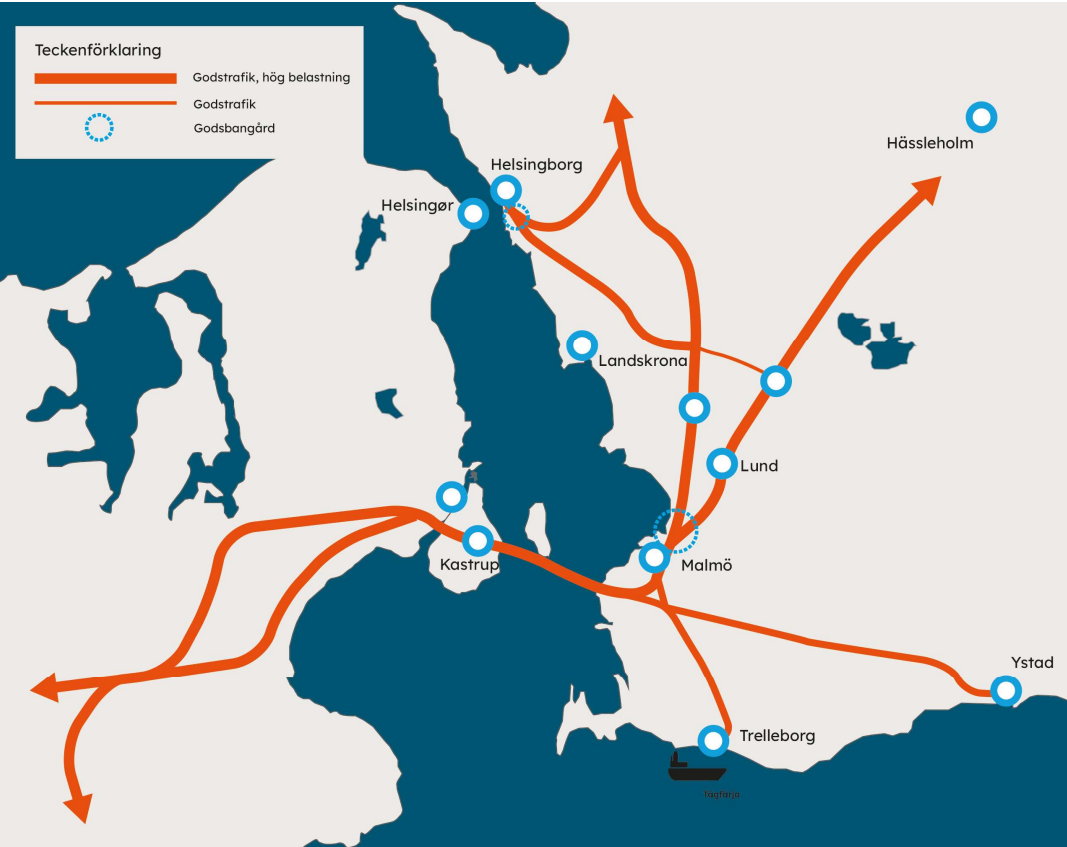 Teckenförklaring
Godstrafik, hög belastning
Godstrafik
Godsbangård
Hässleholm
Helsingborg
Helsingør
Landskrona
Lund
Kastrup
Malmö
Ystad
Trelleborg
Tågfärja